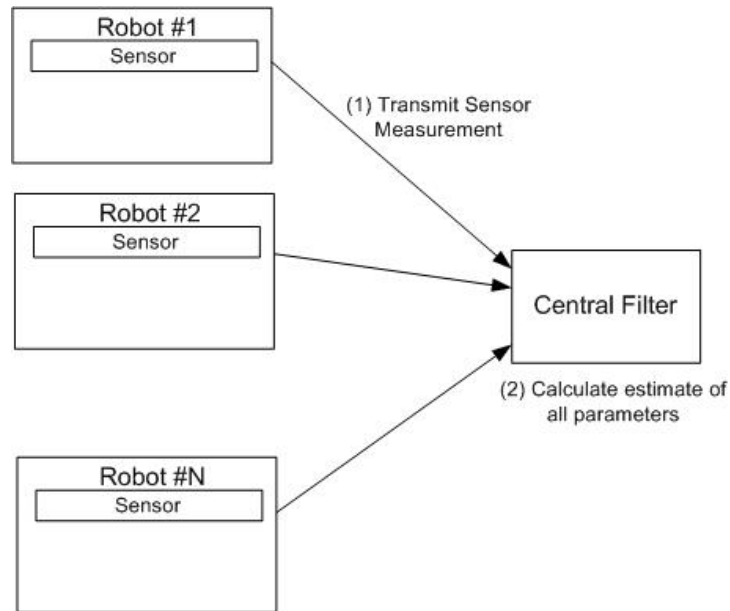 Robot #1
Sensor
(1) Transmit Sensor
Measurement
Robot #2
Sensor
Central Filter
(2) Calculate estimate of
all parameters
Robot #N
Sensor